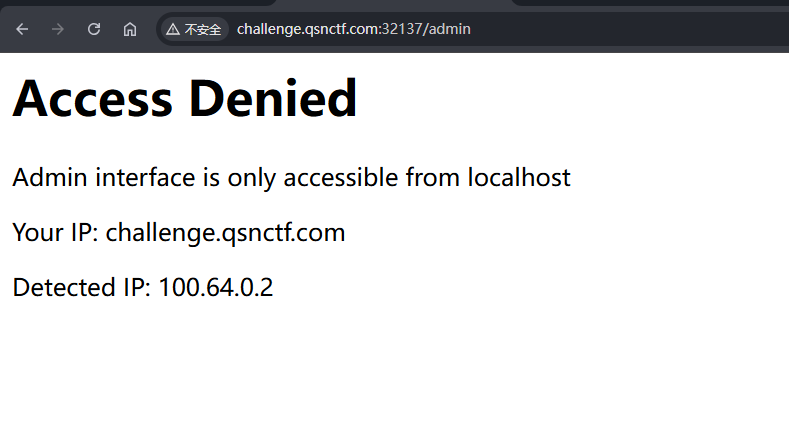 不安全 challenge.qsnctf.com:32137/admin
Access Denied
Admin interface is only accessible from localhost
Your IP: challenge.qsnctf.com
Detected IP: 100.64.0.2